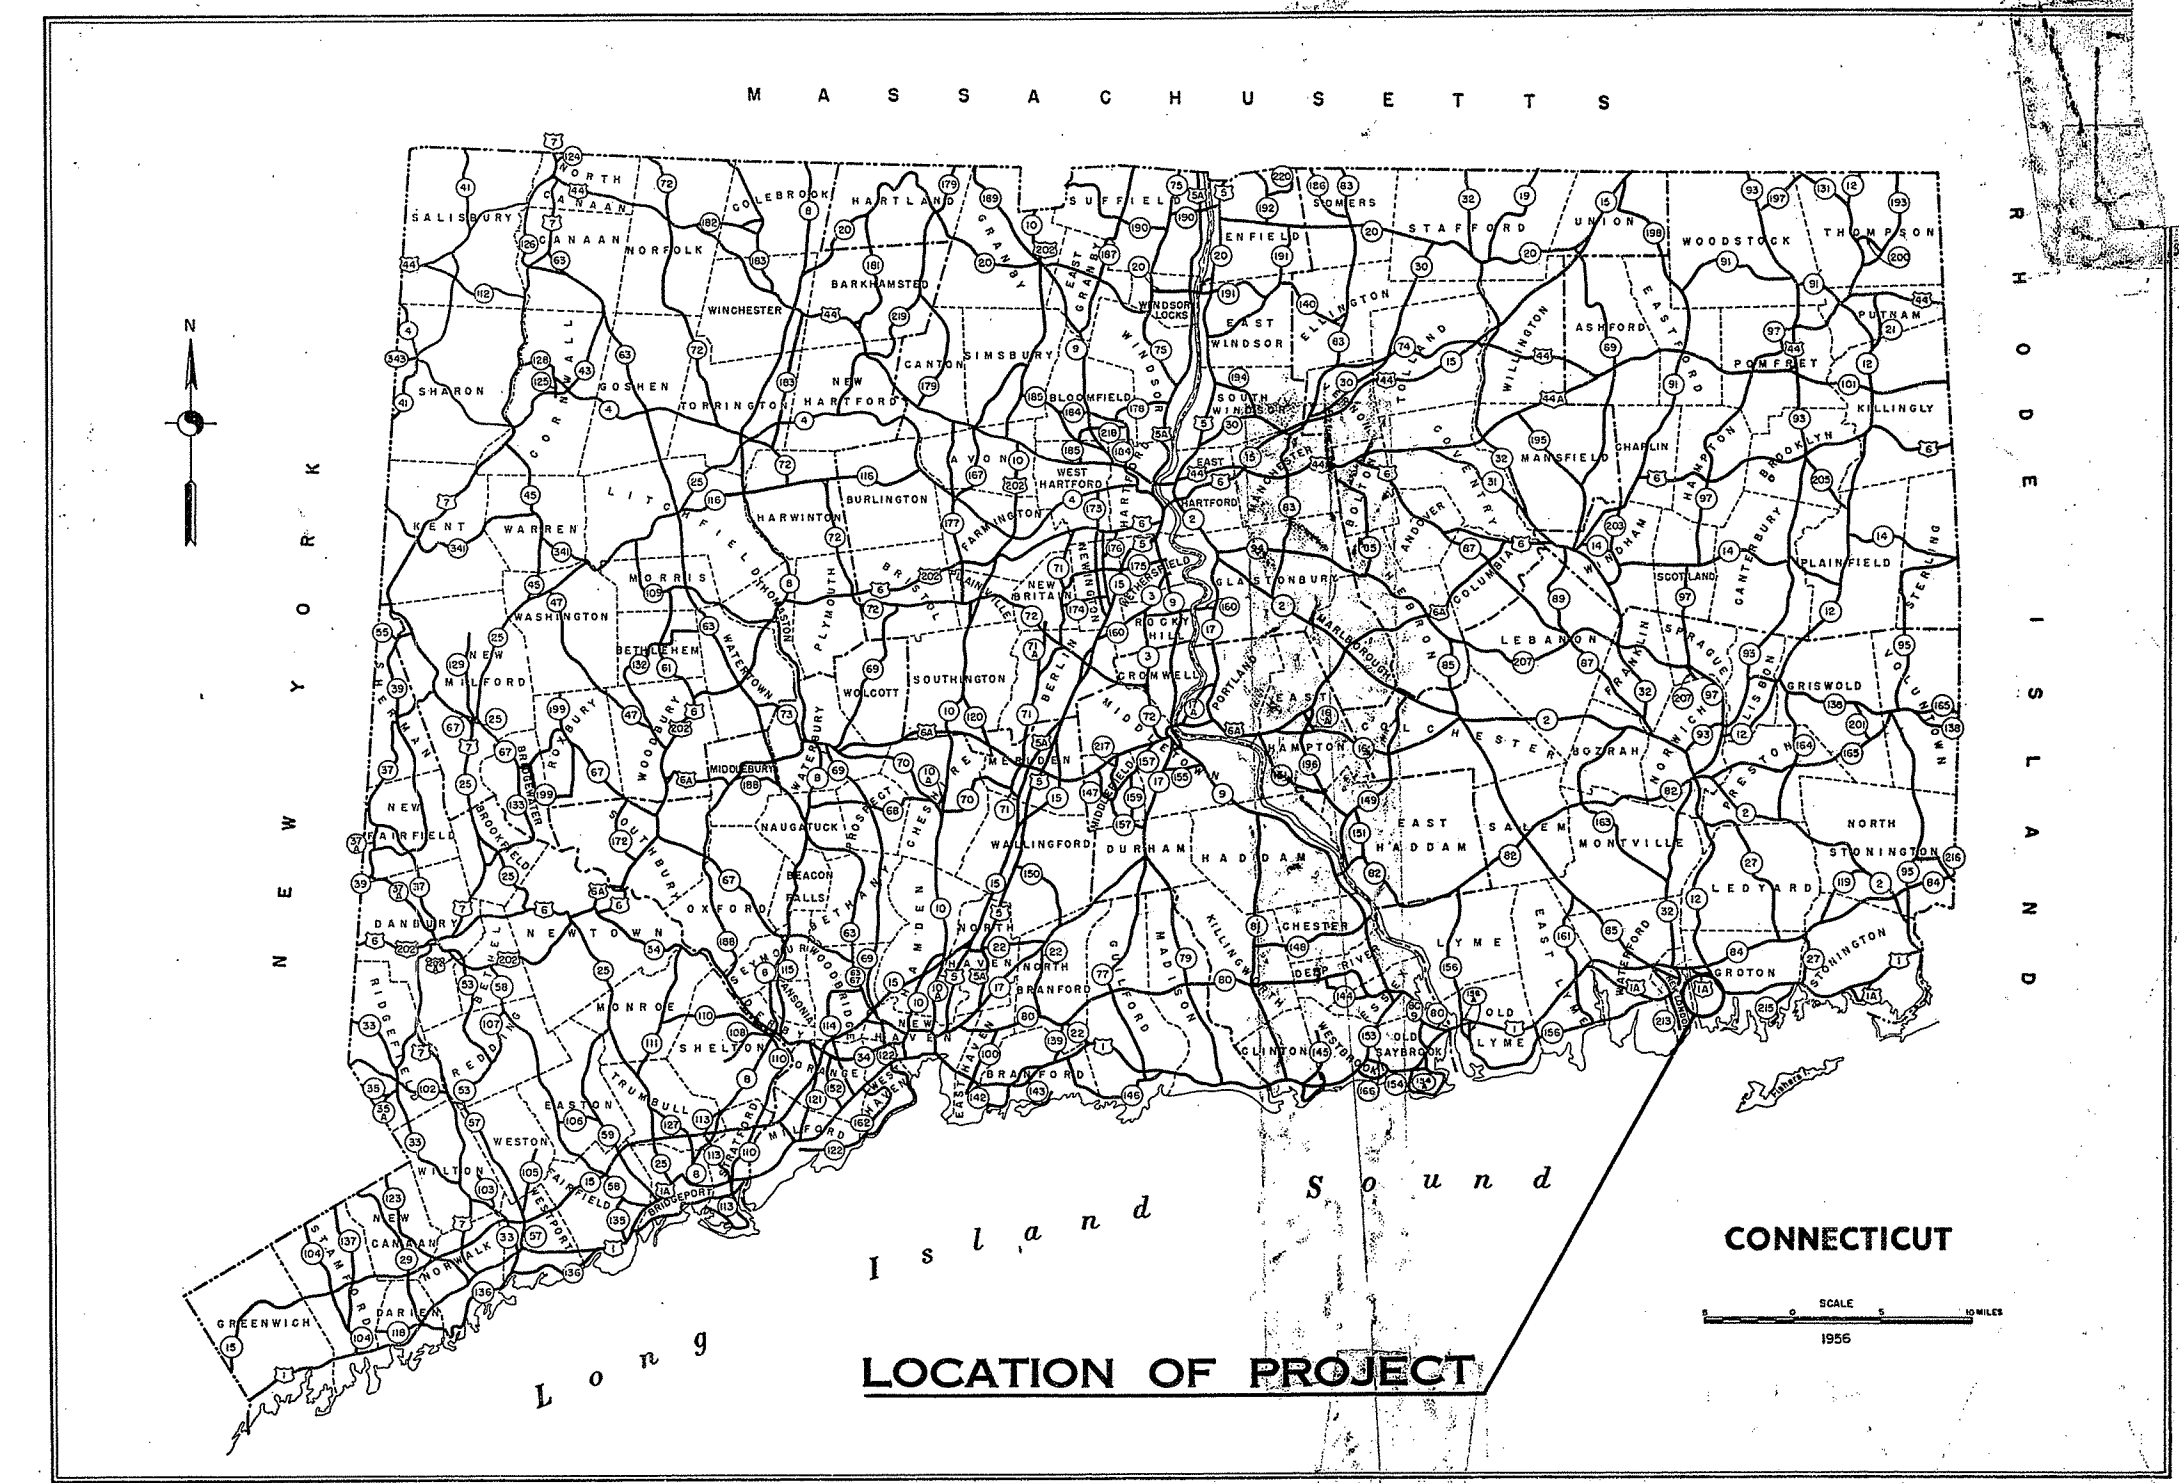 MASSACHUSETTS
RHODE ISLAND
NEW YORK
N
NORTH CANAAN
SALISBURY
CANAAN
NORFOLK
COLEBROOK
HARTLAND
GRANBY
SUFFIELD
EAST GRANBY
ENFIELD
SOMERS
STAFFORD
UNION
WOODSTOCK
THOMPSON
WINCHESTER
BARKHAMSTED
WINDSOR LOCKS
EAST WINDSOR
ELLINGTON
WILLINGTON
ASHFORD
EASTFORD
PUTNAM
POMFRET
SHARON
CORNWALL
GOSHEN
TORRINGTON
NEW HARTFORD
CANTON
SIMSBURY
BLOOMFIELD
WINDSOR
SOUTH WINDSOR
VERNON
TOLLAND
KILLINGLY
KENT
WARREN
LITCHFIELD
HARWINTON
BURLINGTON
AVON
WEST HARTFORD
HARTFORD
EAST HARTFORD
MANCHESTER
BOLTON
COVENTRY
MANSFIELD
CHAPLIN
HAMPTON
BROOKLYN
FARMINGTON
ANDOVER
COLUMBIA
WINDHAM
SCOTLAND
CANTERBURY
PLAINFIELD
STERLING
MORRIS
THOMASTON
PLYMOUTH
BRISTOL
PLAINVILLE
NEW BRITAIN
NEWINGTON
WETHERSFIELD
GLASTONBURY
HEBRON
WASHINGTON
BETHLEHEM
WATERTOWN
WOLCOTT
SOUTHINGTON
BERLIN
ROCKY HILL
CROMWELL
PORTLAND
MARLBOROUGH
LEBANON
FRANKLIN
SPRAGUE
LISBON
GRISWOLD
VOLUNTOWN
SHERMAN
NEW MILFORD
ROXBURY
WOODBURY
BRIDGEWATER
MIDDLEBURY
WATERBURY
CHESHIRE
MERIDEN
MIDDLETOWN
MIDDLEFIELD
EAST HAMPTON
COLCHESTER
BOZRAH
NORWICH
PRESTON
NEW FAIRFIELD
BROOKFIELD
SOUTHBURY
NAUGATUCK
PROSPECT
WALLINGFORD
DURHAM
HADDAM
EAST HADDAM
SALEM
MONTVILLE
NORTH STONINGTON
LEDYARD
DANBURY
BETHEL
NEWTOWN
OXFORD
BEACON FALLS
BETHANY
HAMDEN
NORTH HAVEN
NORTH BRANFORD
GUILFORD
MADISON
KILLINGWORTH
CHESTER
DEEP RIVER
ESSEX
LYME
EAST LYME
WATERFORD
NEW LONDON
GROTON
STONINGTON
RIDGEFIELD
REDDING
MONROE
SEYMOUR
WOODBRIDGE
ANSONIA
DERBY
SHELTON
ORANGE
NEW HAVEN
WEST HAVEN
EAST HAVEN
BRANFORD
CLINTON
WESTBROOK
OLD SAYBROOK
OLD LYME
Fishers I.
EASTON
TRUMBULL
STRATFORD
MILFORD
WESTON
WILTON
FAIRFIELD
WESTPORT
BRIDGEPORT
NEW CANAAN
NORWALK
STAMFORD
DARIEN
GREENWICH
Long Island Sound
CONNECTICUT
SCALE
5 0 5 10 MILES
1956
LOCATION OF PROJECT